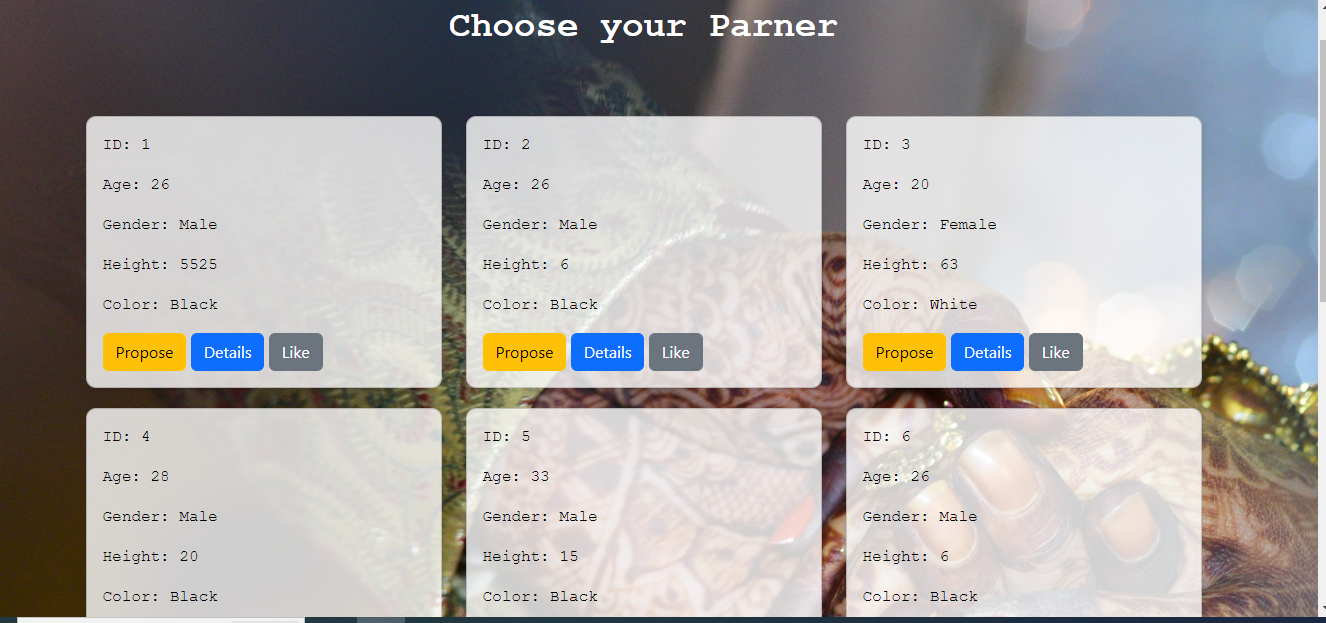 Choose your Parner
ID: 1
Age: 26
Gender: Male
Height: 5525
Color: Black
Propose Details Like
ID: 2
Age: 26
Gender: Male
Height: 6
Color: Black
Propose Details Like
ID: 3
Age: 20
Gender: Female
Height: 63
Color: White
Propose Details Like
ID: 4
Age: 28
Gender: Male
Height: 20
Color: Black
ID: 5
Age: 33
Gender: Male
Height: 15
Color: Black
ID: 6
Age: 26
Gender: Male
Height: 6
Color: Black